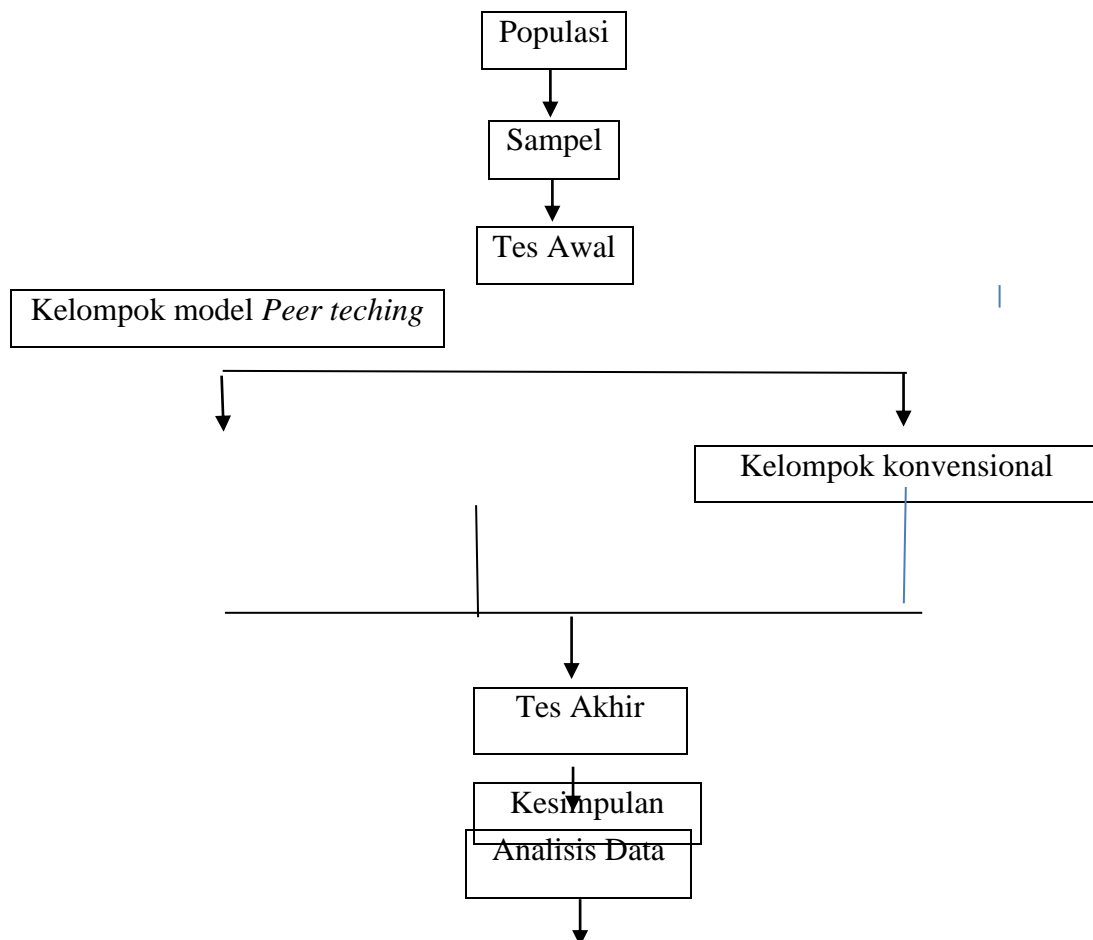 Populasi
Sampel
Tes Awal
Kelompok model Peer teching
Kelompok konvensional
Tes Akhir
Kesimpulan
Analisis Data